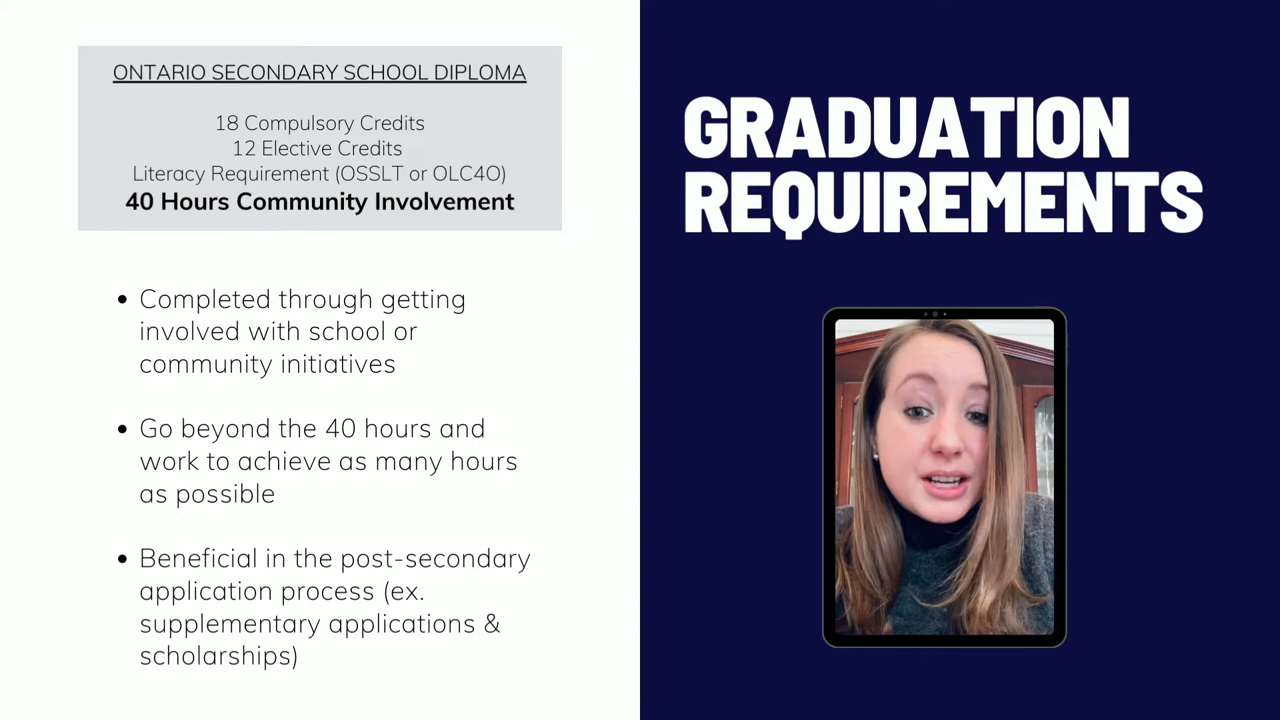 ONTARIO SECONDARY SCHOOL DIPLOMA
18 Compulsory Credits
12 Elective Credits
Literacy Requirement (OSSLT or OLC4O)
40 Hours Community Involvement
• Completed through getting
involved with school or
community initiatives
• Go beyond the 40 hours and
work to achieve as many hours
as possible
• Beneficial in the post-secondary
application process (ex.
supplementary applications &
scholarships)
GRADUATION
REQUIREMENTS